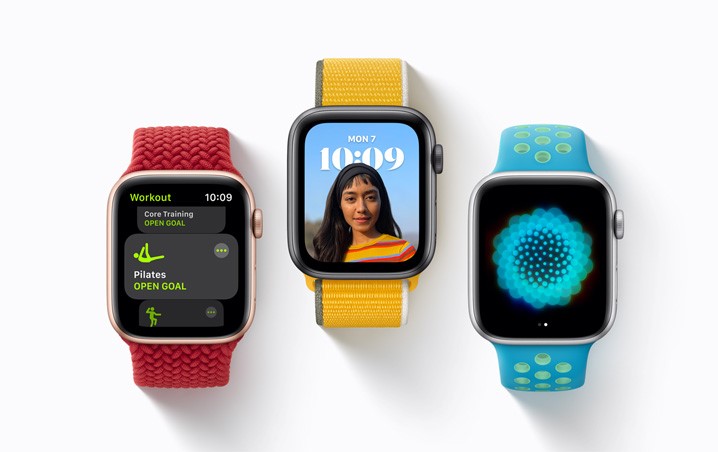 Workout 10:09
Core Training
OPEN GOAL
Pilates
OPEN GOAL
MON 7
10:09